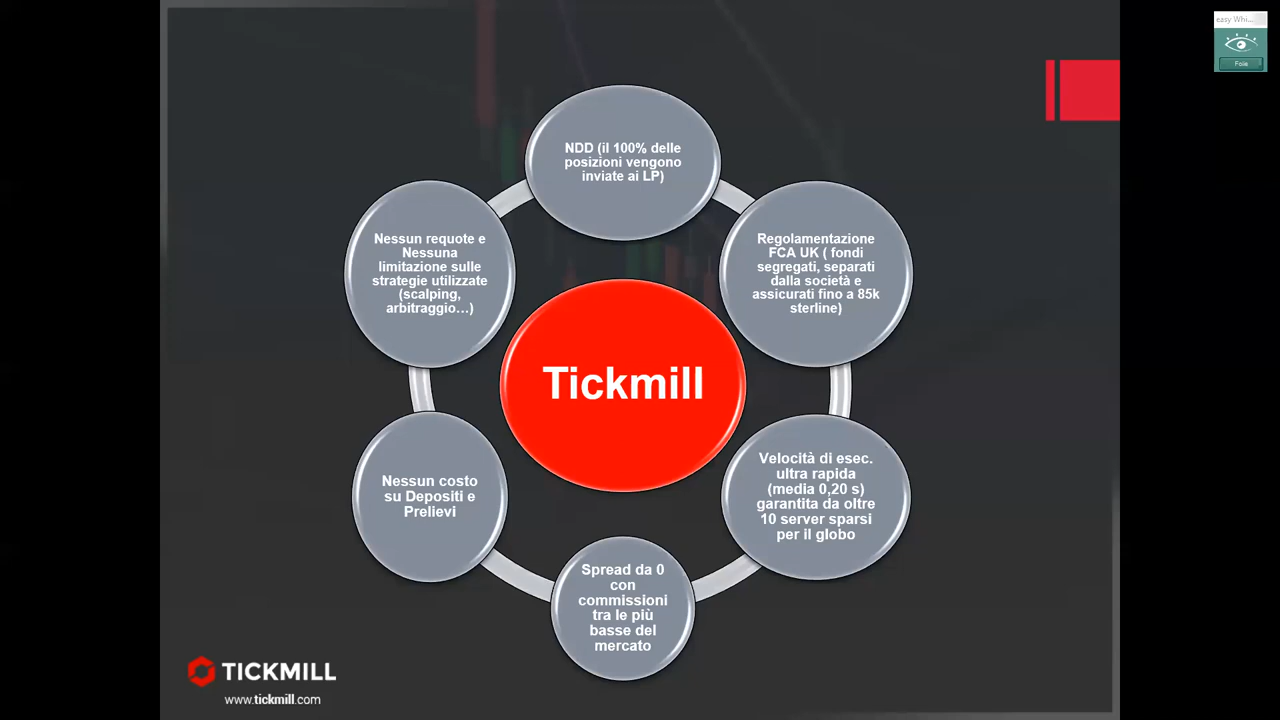 easy Whi...
Foie
NDD (il 100% delle
posizioni vengono
inviate ai LP)
Nessun requote e
Nessuna
limitazione sulle
strategie utilizzate
(scalping,
arbitraggio...)
Regolamentazione
FCA UK ( fondi
segregati, separati
dalla società e
assicurati fino a 85k
sterline)
Tickmill
Nessun costo
su Depositi e
Prelievi
Velocità di esec.
ultra rapida
(media 0,20 s)
garantita da oltre
10 server sparsi
per il globo
Spread da 0
con
commissioni
tra le più
basse del
mercato
TICKMILL
www.tickmill.com